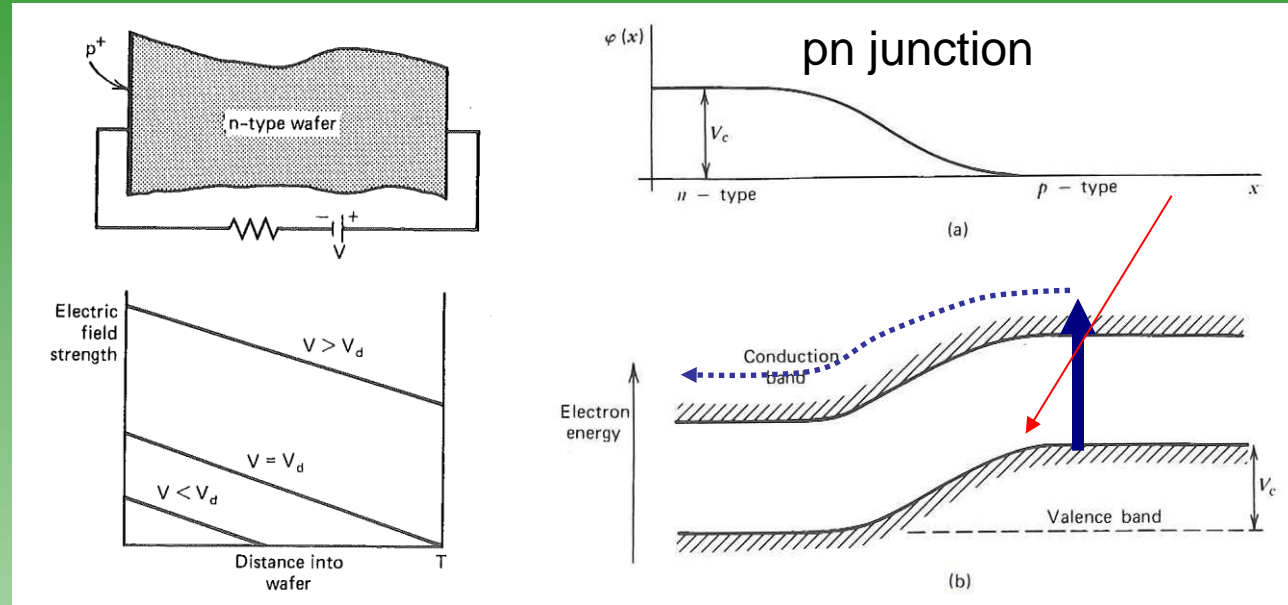 p+
n-type wafer
− +
V
Electric
field
strength
V > Vd
V = Vd
V < Vd
Distance into
wafer
T
pn junction
φ (x)
Vc
n – type
p – type
x
(a)
Conduction
band
Electron
energy
Valence band
Vc
(b)